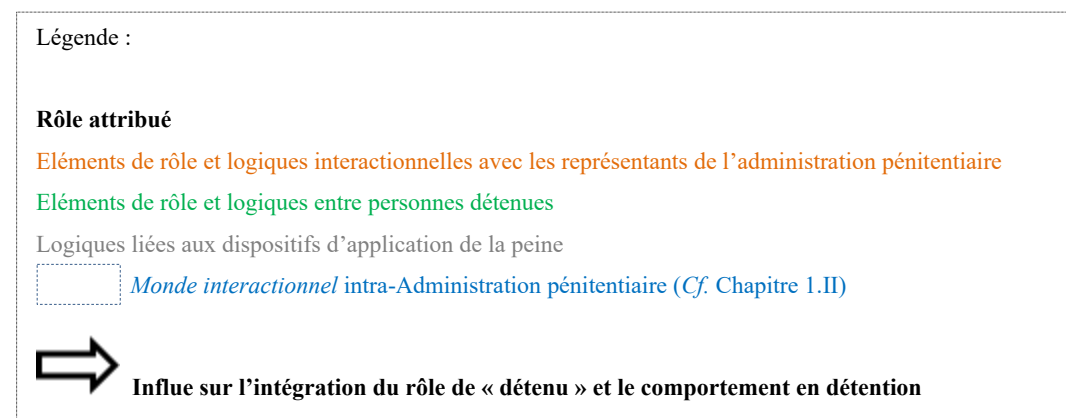 Légende :
Rôle attribué
Eléments de rôle et logiques interactionnelles avec les représentants de l’administration pénitentiaire
Eléments de rôle et logiques entre personnes détenues
Logiques liées aux dispositifs d’application de la peine
Monde interactionnel intra-Administration pénitentiaire (Cf. Chapitre 1.II)
Influe sur l’intégration du rôle de « détenu » et le comportement en détention